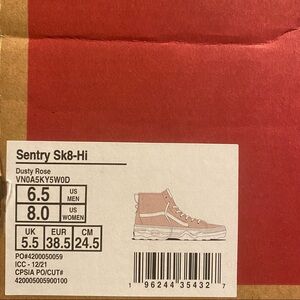 Sentry Sk8-Hi
Dusty Rose
VN0A5KY5W0D
6.5 US MEN
8.0 US WOMEN
UK EUR CM
5.5 38.5 24.5
PO#4200050059
ICC - 12/21
CPSIA PO/CUT#
420005005900100
1 96244 35432 7